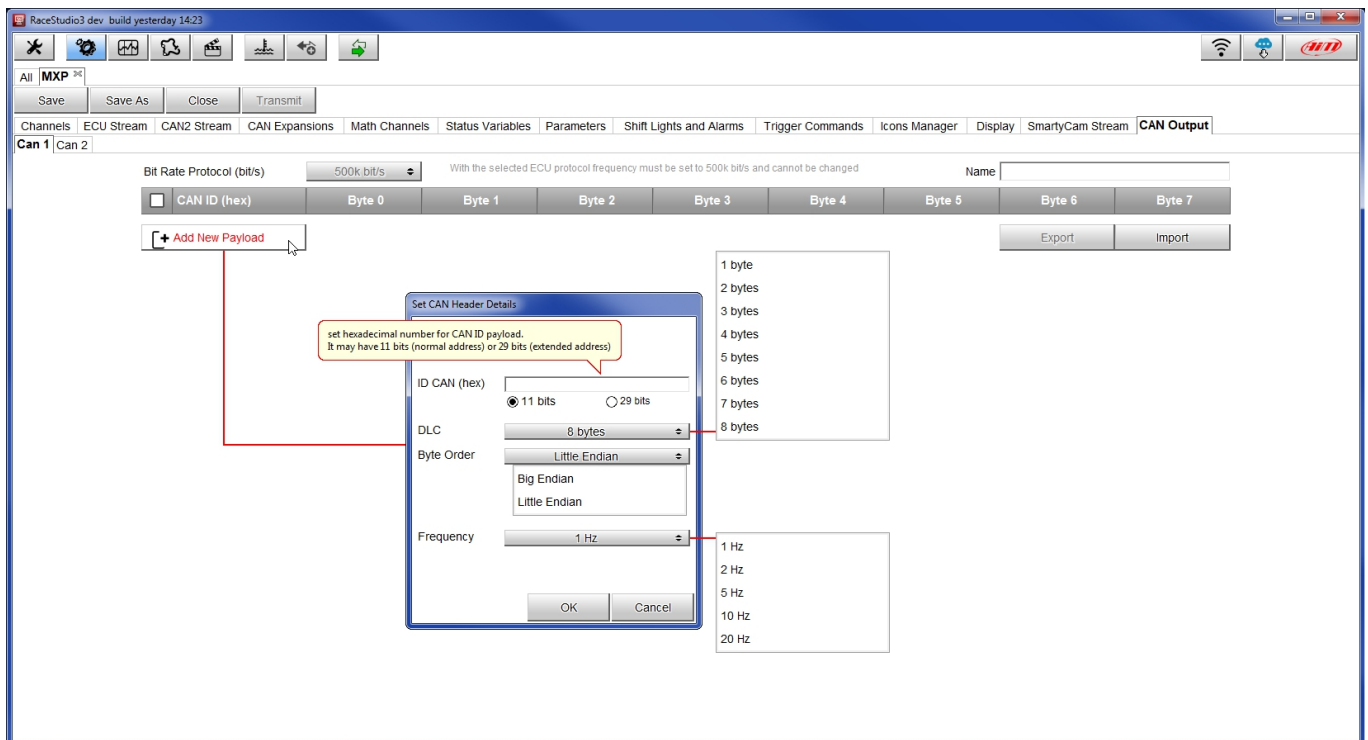 RaceStudio3 dev build yesterday 14:23
AIM
All MXP
Save Save As Close Transmit
Channels ECU Stream CAN2 Stream CAN Expansions Math Channels Status Variables Parameters Shift Lights and Alarms Trigger Commands Icons Manager Display SmartyCam Stream CAN Output
Can 1 Can 2
Bit Rate Protocol (bit/s) 500k bit/s With the selected ECU protocol frequency must be set to 500k bit/s and cannot be changed Name
CAN ID (hex) Byte 0 Byte 1 Byte 2 Byte 3 Byte 4 Byte 5 Byte 6 Byte 7
Add New Payload Export Import
Set CAN Header Details
set hexadecimal number for CAN ID payload.
It may have 11 bits (normal address) or 29 bits (extended address)
ID CAN (hex)
11 bits 29 bits
DLC 8 bytes
Byte Order Little Endian
Big Endian
Little Endian
Frequency 1 Hz
OK Cancel
1 byte
2 bytes
3 bytes
4 bytes
5 bytes
6 bytes
7 bytes
8 bytes
1 Hz
2 Hz
5 Hz
10 Hz
20 Hz